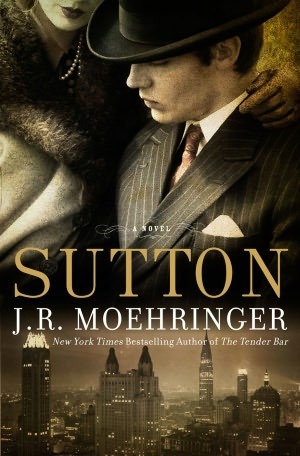 A NOVEL
SUTTON
J.R. MOEHRINGER
New York Times Bestselling Author of The Tender Bar